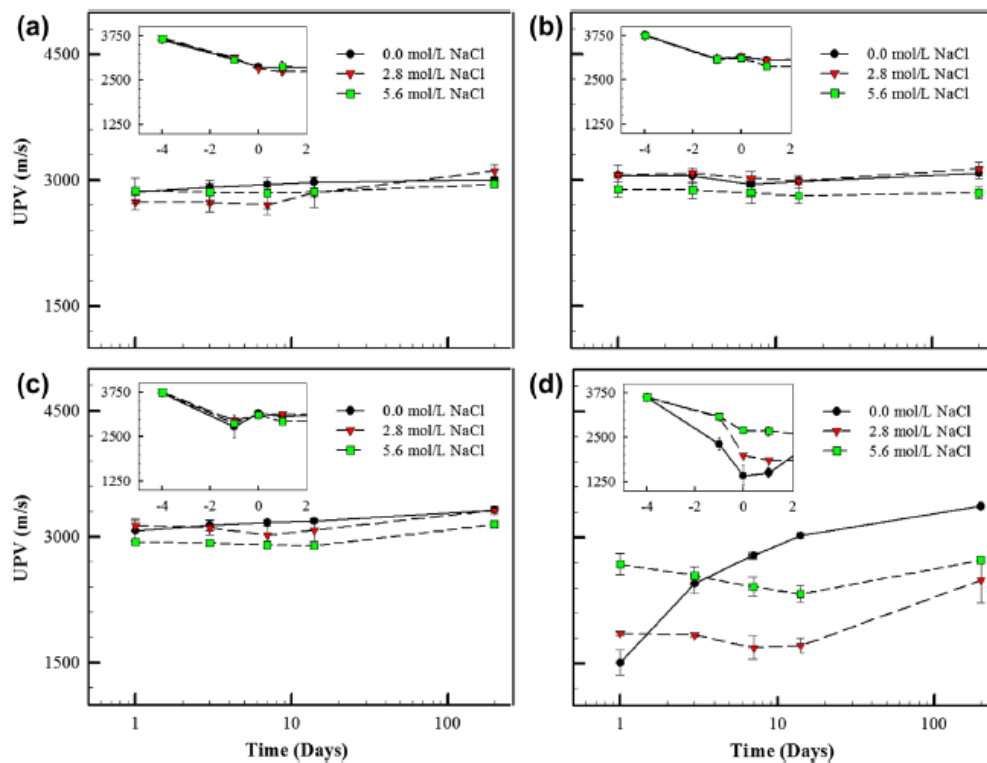 (a)
4500
3000
1500
UPV (m/s)
3750
2500
1250
-4
-2
0
2
0.0 mol/L NaCl
2.8 mol/L NaCl
5.6 mol/L NaCl
(b)
3750
2500
1250
-4
-2
0
2
0.0 mol/L NaCl
2.8 mol/L NaCl
5.6 mol/L NaCl
(c)
4500
3000
1500
UPV (m/s)
3750
2500
1250
-4
-2
0
2
0.0 mol/L NaCl
2.8 mol/L NaCl
5.6 mol/L NaCl
1
10
100
Time (Days)
(d)
3750
2500
1250
-4
-2
0
2
0.0 mol/L NaCl
2.8 mol/L NaCl
5.6 mol/L NaCl
1
10
100
Time (Days)